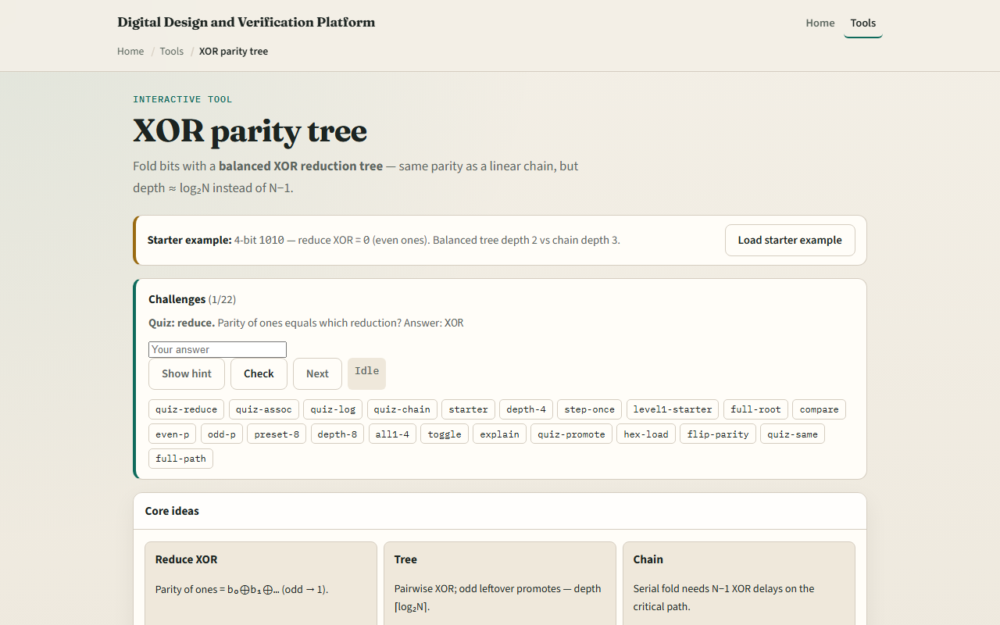 Digital Design and Verification Platform
Home Tools
Home / Tools / XOR parity tree
INTERACTIVE TOOL
XOR parity tree
Fold bits with a balanced XOR reduction tree — same parity as a linear chain, but
depth ≈ log₂N instead of N−1.
Starter example: 4-bit 1010 — reduce XOR = 0 (even ones). Balanced tree depth 2 vs chain depth 3.
Load starter example
Challenges (1/22)
Quiz: reduce. Parity of ones equals which reduction? Answer: XOR
Your answer
Show hint Check Next Idle
quiz-reduce quiz-assoc quiz-log quiz-chain starter depth-4 step-once level1-starter full-root compare
even-p odd-p preset-8 depth-8 all1-4 toggle explain quiz-promote hex-load flip-parity quiz-same
full-path
Core ideas
Reduce XOR
Parity of ones = b₀⊕b₁⊕… (odd → 1).
Tree
Pairwise XOR; odd leftover promotes — depth
⌈log₂N⌉.
Chain
Serial fold needs N−1 XOR delays on the
critical path.